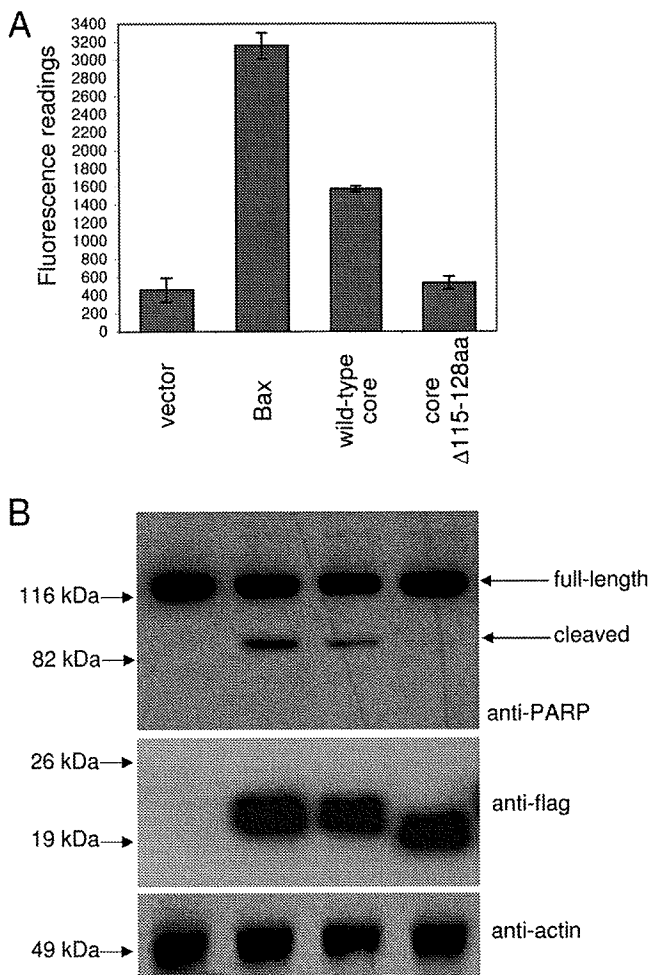 A
Fluorescence readings
3400
3200
3000
2800
2600
2400
2200
2000
1800
1600
1400
1200
1000
800
600
400
200
0
vector
Bax
wild-type
core
core
Δ115-128aa
B
116 kDa
82 kDa
full-length
cleaved
anti-PARP
26 kDa
19 kDa
anti-flag
49 kDa
anti-actin